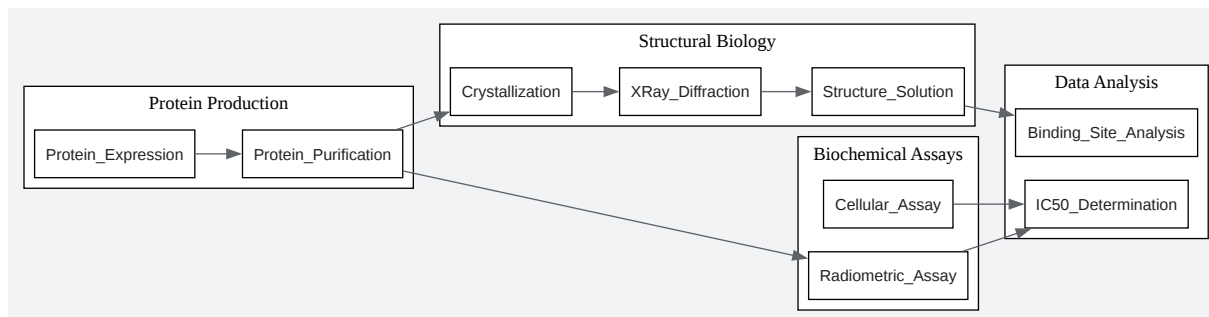 Protein Production
Protein_Expression
Protein_Purification
Structural Biology
Crystallization
XRay_Diffraction
Structure_Solution
Biochemical Assays
Cellular_Assay
Radiometric_Assay
Data Analysis
Binding_Site_Analysis
IC50_Determination